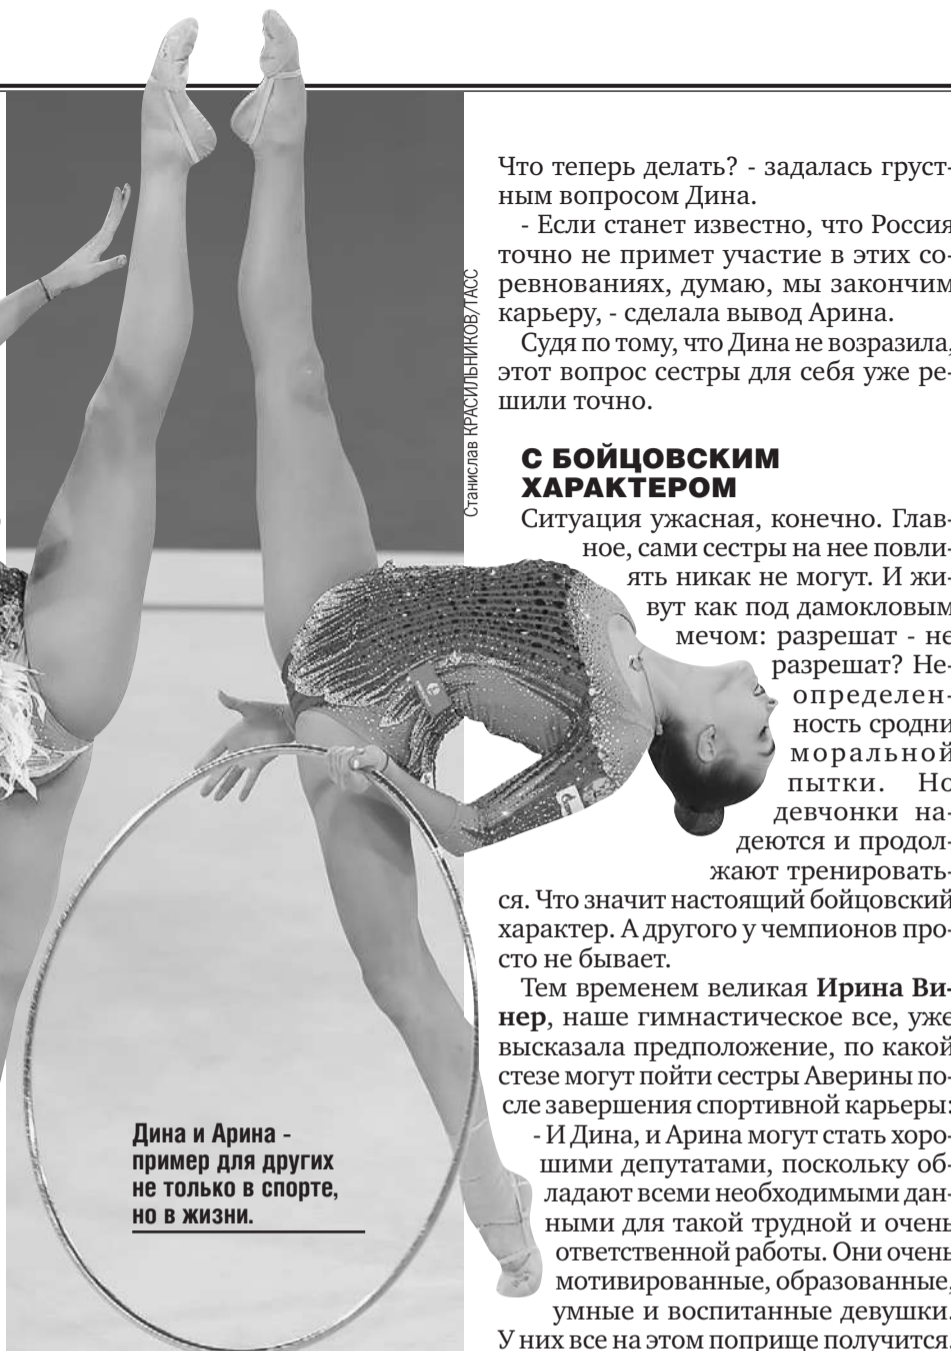 Что теперь делать? - задалась груст-
ным вопросом Дина.
- Если станет известно, что Россия
точно не примет участие в этих со-
ревнованиях, думаю, мы закончим
карьеру, - сделала вывод Арина.
Судя по тому, что Дина не возразила,
этот вопрос сестры для себя уже ре-
шили точно.
С БОЙЦОВСКИМ
ХАРАКТЕРОМ
Ситуация ужасная, конечно. Глав-
ное, сами сестры на нее повли-
ять никак не могут. И жи-
вут как под дамокловым
мечом: разрешат - не
разрешат? Не-
определен-
ность сродни
моральной
пытки. Но
девчонки на-
деются и продол-
жают тренировать-
ся. Что значит настоящий бойцовский
характер. А другого у чемпионов про-
сто не бывает.
Тем временем великая Ирина Ви-
нер, наше гимнастическое все, уже
высказала предположение, по какой
стезе могут пойти сестры Аверины по-
сле завершения спортивной карьеры:
- И Дина, и Арина могут стать хоро-
шими депутатами, поскольку об-
ладают всеми необходимыми дан-
ными для такой трудной и очень
ответственной работы. Они очень
мотивированные, образованные,
умные и воспитанные девушки.
У них все на этом поприще получится.
Станислав КРАСИЛЬНИКОВ/ТАСС
Дина и Арина -
пример для других
не только в спорте,
но в жизни.